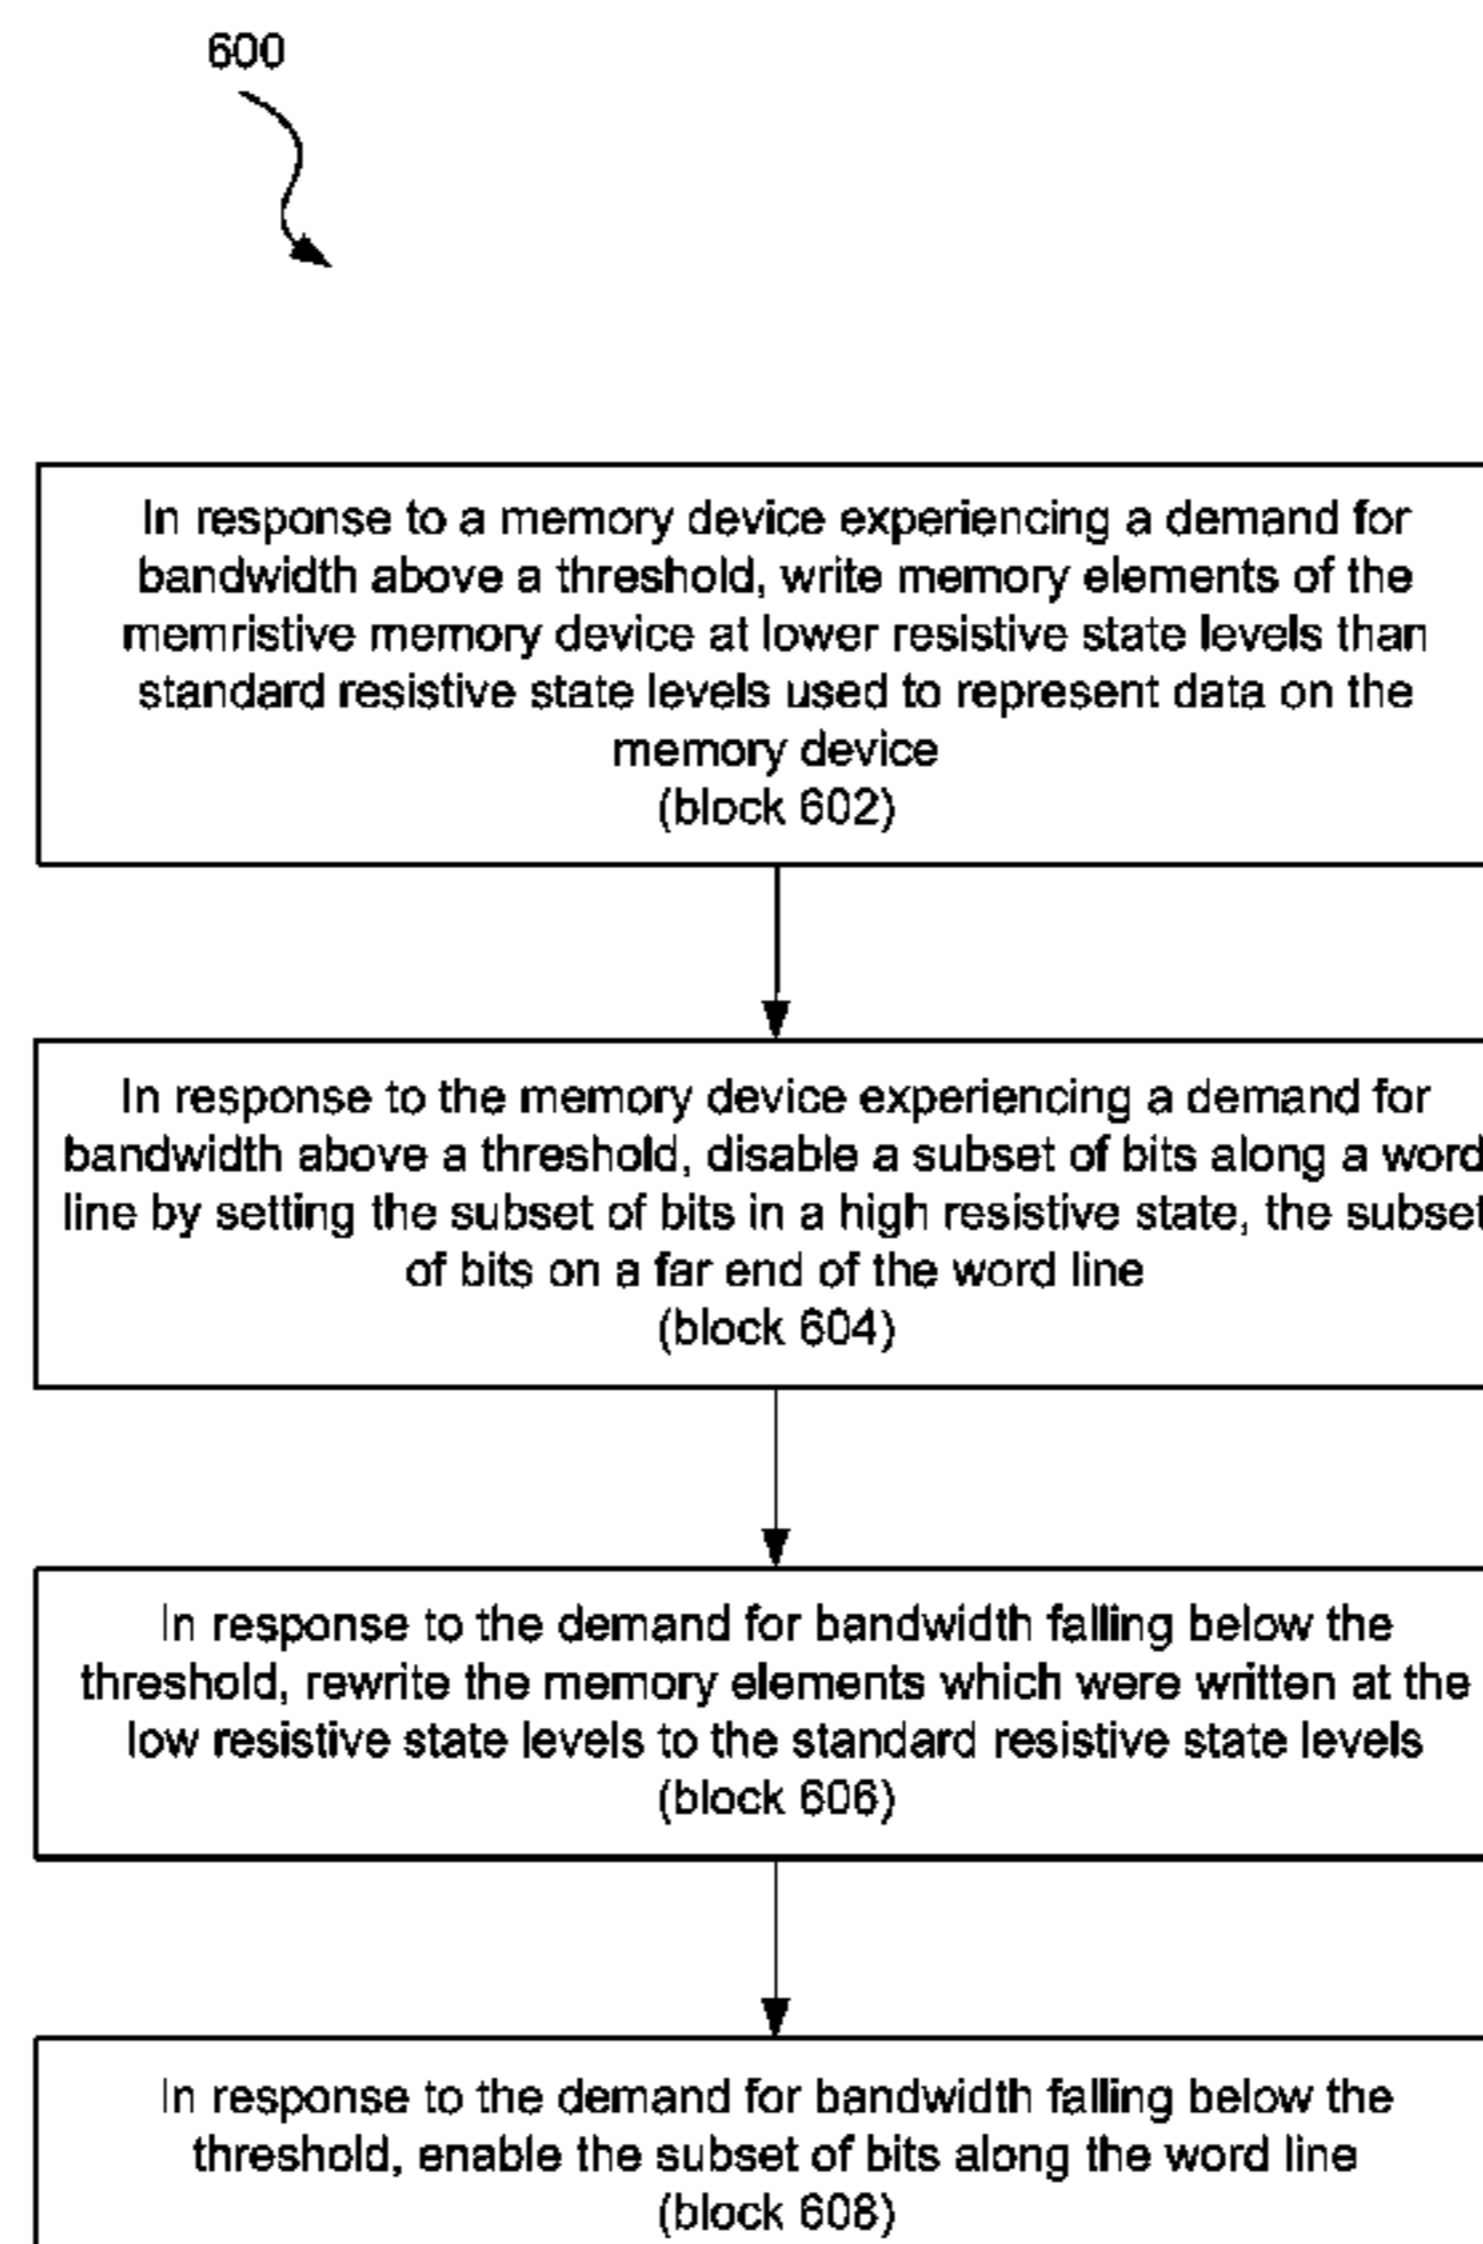 600
In response to a memory device experiencing a demand for
bandwidth above a threshold, write memory elements of the
memristive memory device at lower resistive state levels than
standard resistive state levels used to represent data on the
memory device
(block 602)
In response to the memory device experiencing a demand for
bandwidth above a threshold, disable a subset of bits along a word
line by setting the subset of bits in a high resistive state, the subset
of bits on a far end of the word line
(block 604)
In response to the demand for bandwidth falling below the
threshold, rewrite the memory elements which were written at the
low resistive state levels to the standard resistive state levels
(block 606)
In response to the demand for bandwidth falling below the
threshold, enable the subset of bits along the word line
(block 608)